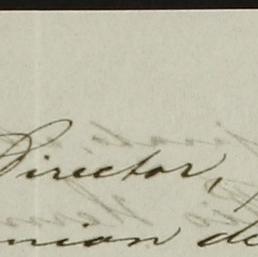 Director,
nion de